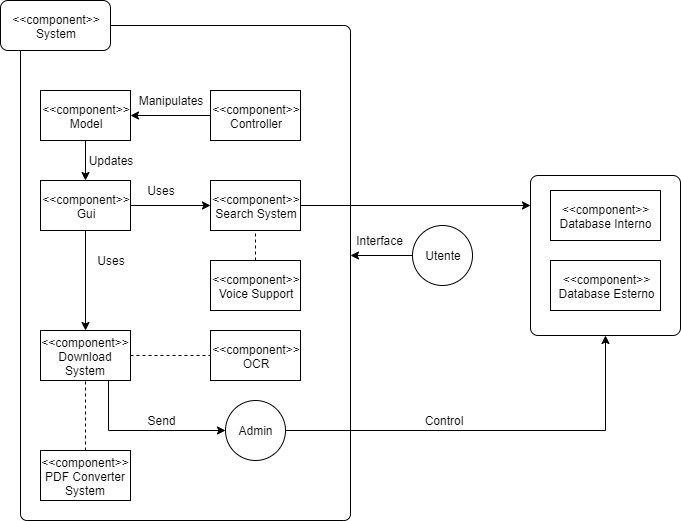 <<component>>
System
<<component>>
Model
Manipulates
<<component>>
Controller
Updates
<<component>>
Gui
Uses
<<component>>
Search System
<<component>>
Database Interno
Interface
Utente
Uses
<<component>>
Voice Support
<<component>>
Database Esterno
<<component>>
Download
System
<<component>>
OCR
Send
Admin
Control
<<component>>
PDF Converter
System